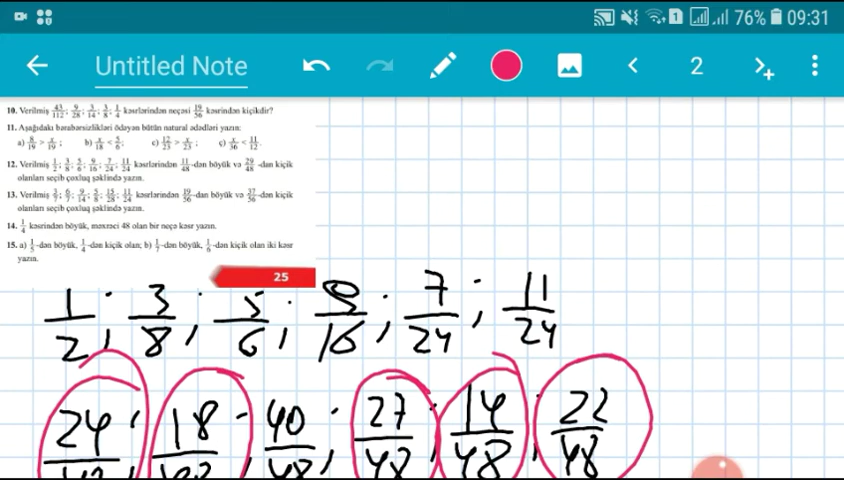 76% 09:31
Untitled Note
2
10. Verilmiş 43/112; 9/28; 3/14; 3/8; 1/4 kəsrlərindən neçəsi 19/56 kəsrindən kiçikdir?
11. Aşağıdakı bərabərsizlikləri ödəyən bütün natural ədədləri yazın:
a) 8/19 > x/19; b) x/18 < 5/6; c) 12/23 > x/23; ç) x/36 < 11/12.
12. Verilmiş 1/2; 3/8; 5/6; 9/16; 7/24; 11/24 kəsrlərindən 11/48-dən böyük və 29/48-dən kiçik
olanları seçib çoxluq şəklində yazın.
13. Verilmiş 3/7; 6/7; 9/14; 5/8; 15/28; 11/24 kəsrlərindən 19/56-dan böyük və 37/56-dən kiçik
olanları seçib çoxluq şəklində yazın.
14. 1/4 kəsrindən böyük, məxrəci 48 olan bir neçə kəsr yazın.
15. a) 1/5-dən böyük, 1/4-dən kiçik olan; b) 1/7-dən böyük, 1/6-dən kiçik olan iki kəsr
yazın.
25
1/2; 3/8; 5/6; 9/16; 7/24; 11/24
24/48; 18/48; 40/48; 27/48; 14/48; 22/48